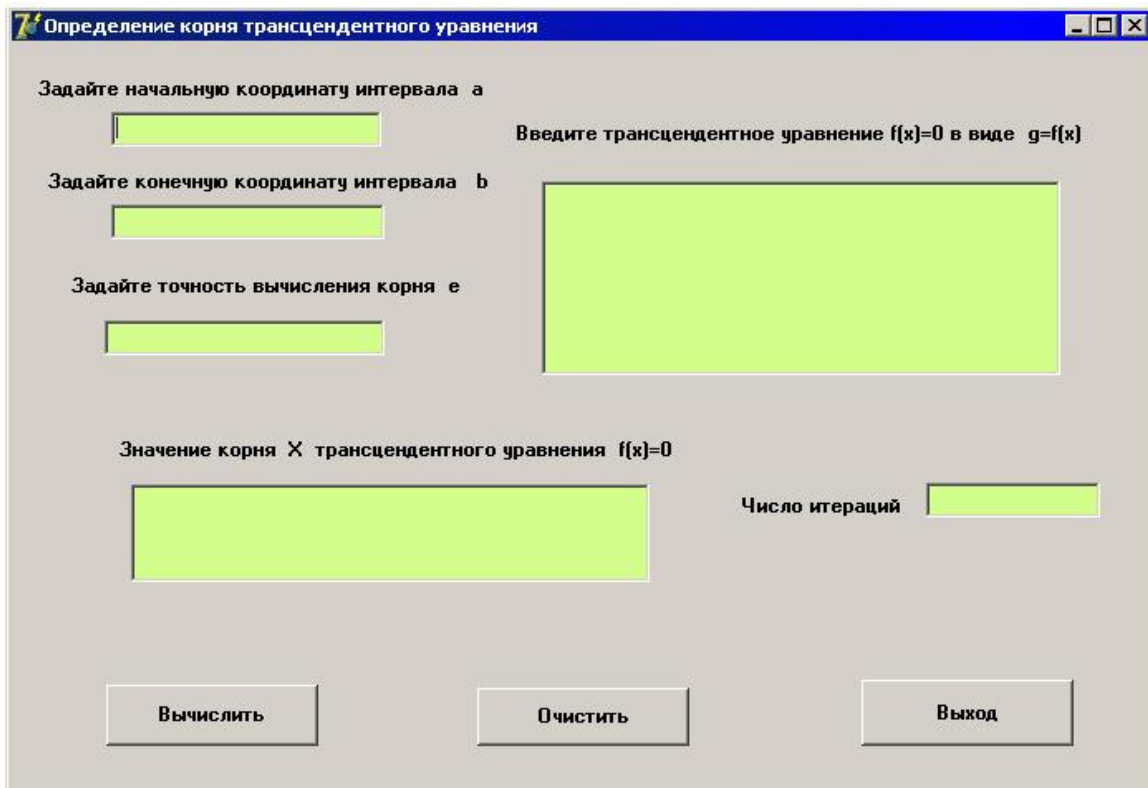 Определение корня трансцендентного уравнения
Задайте начальную координату интервала a
Введите трансцендентное уравнение f(x)=0 в виде g=f(x)
Задайте конечную координату интервала b
Задайте точность вычисления корня e
Значение корня X трансцендентного уравнения f(x)=0
Число итераций
Вычислить
Очистить
Выход